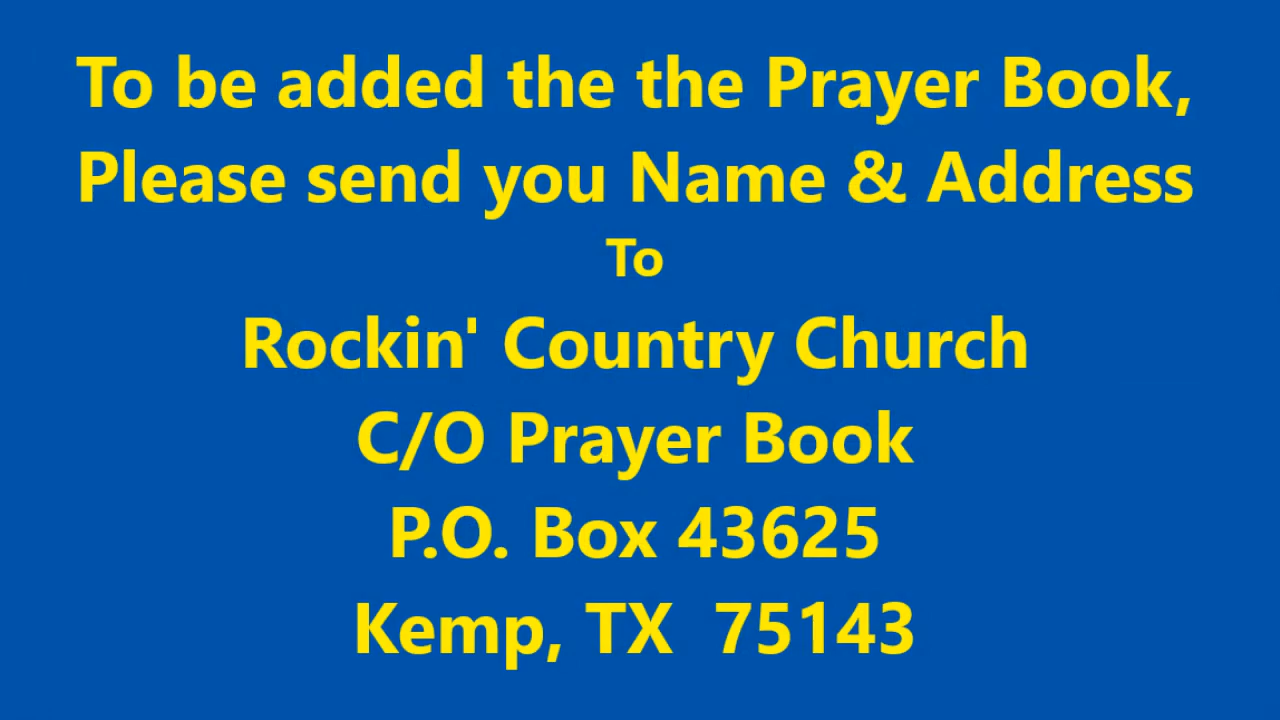 To be added the the Prayer Book,
Please send you Name & Address
To
Rockin' Country Church
C/O Prayer Book
P.O. Box 43625
Kemp, TX  75143